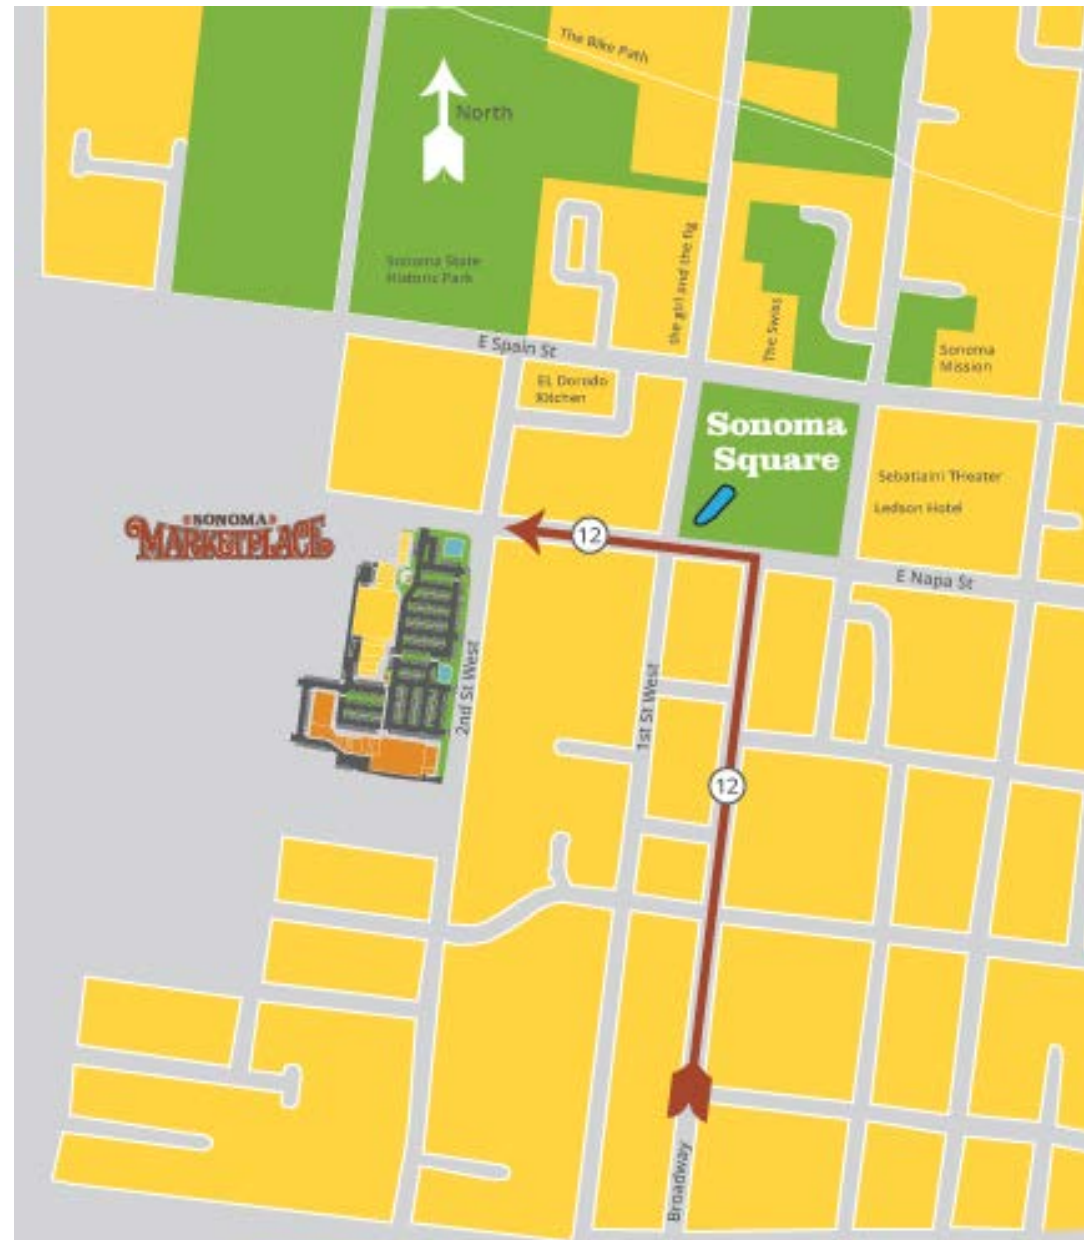 The Bike Path
North
the girl and the fig
Sonoma State
Historic Park
The Swiss
E Spain St
Sonoma
Mission
EL Dorodo
Kitchen
Sonoma
Square
Sebatiaini THeater
Ledson Hotel
SONOMA
MARKETPLACE
12
E Napa St
2nd St West
1st St West
12
Broadway